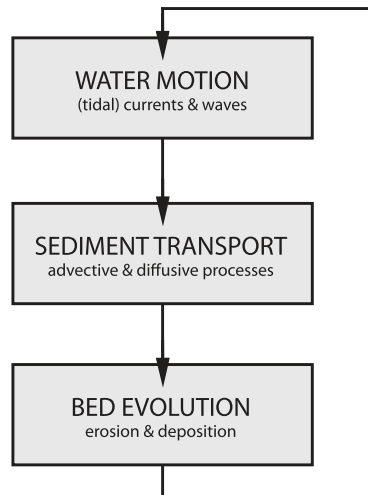 WATER MOTION
(tidal) currents & waves
SEDIMENT TRANSPORT
advective & diffusive processes
BED EVOLUTION
erosion & deposition